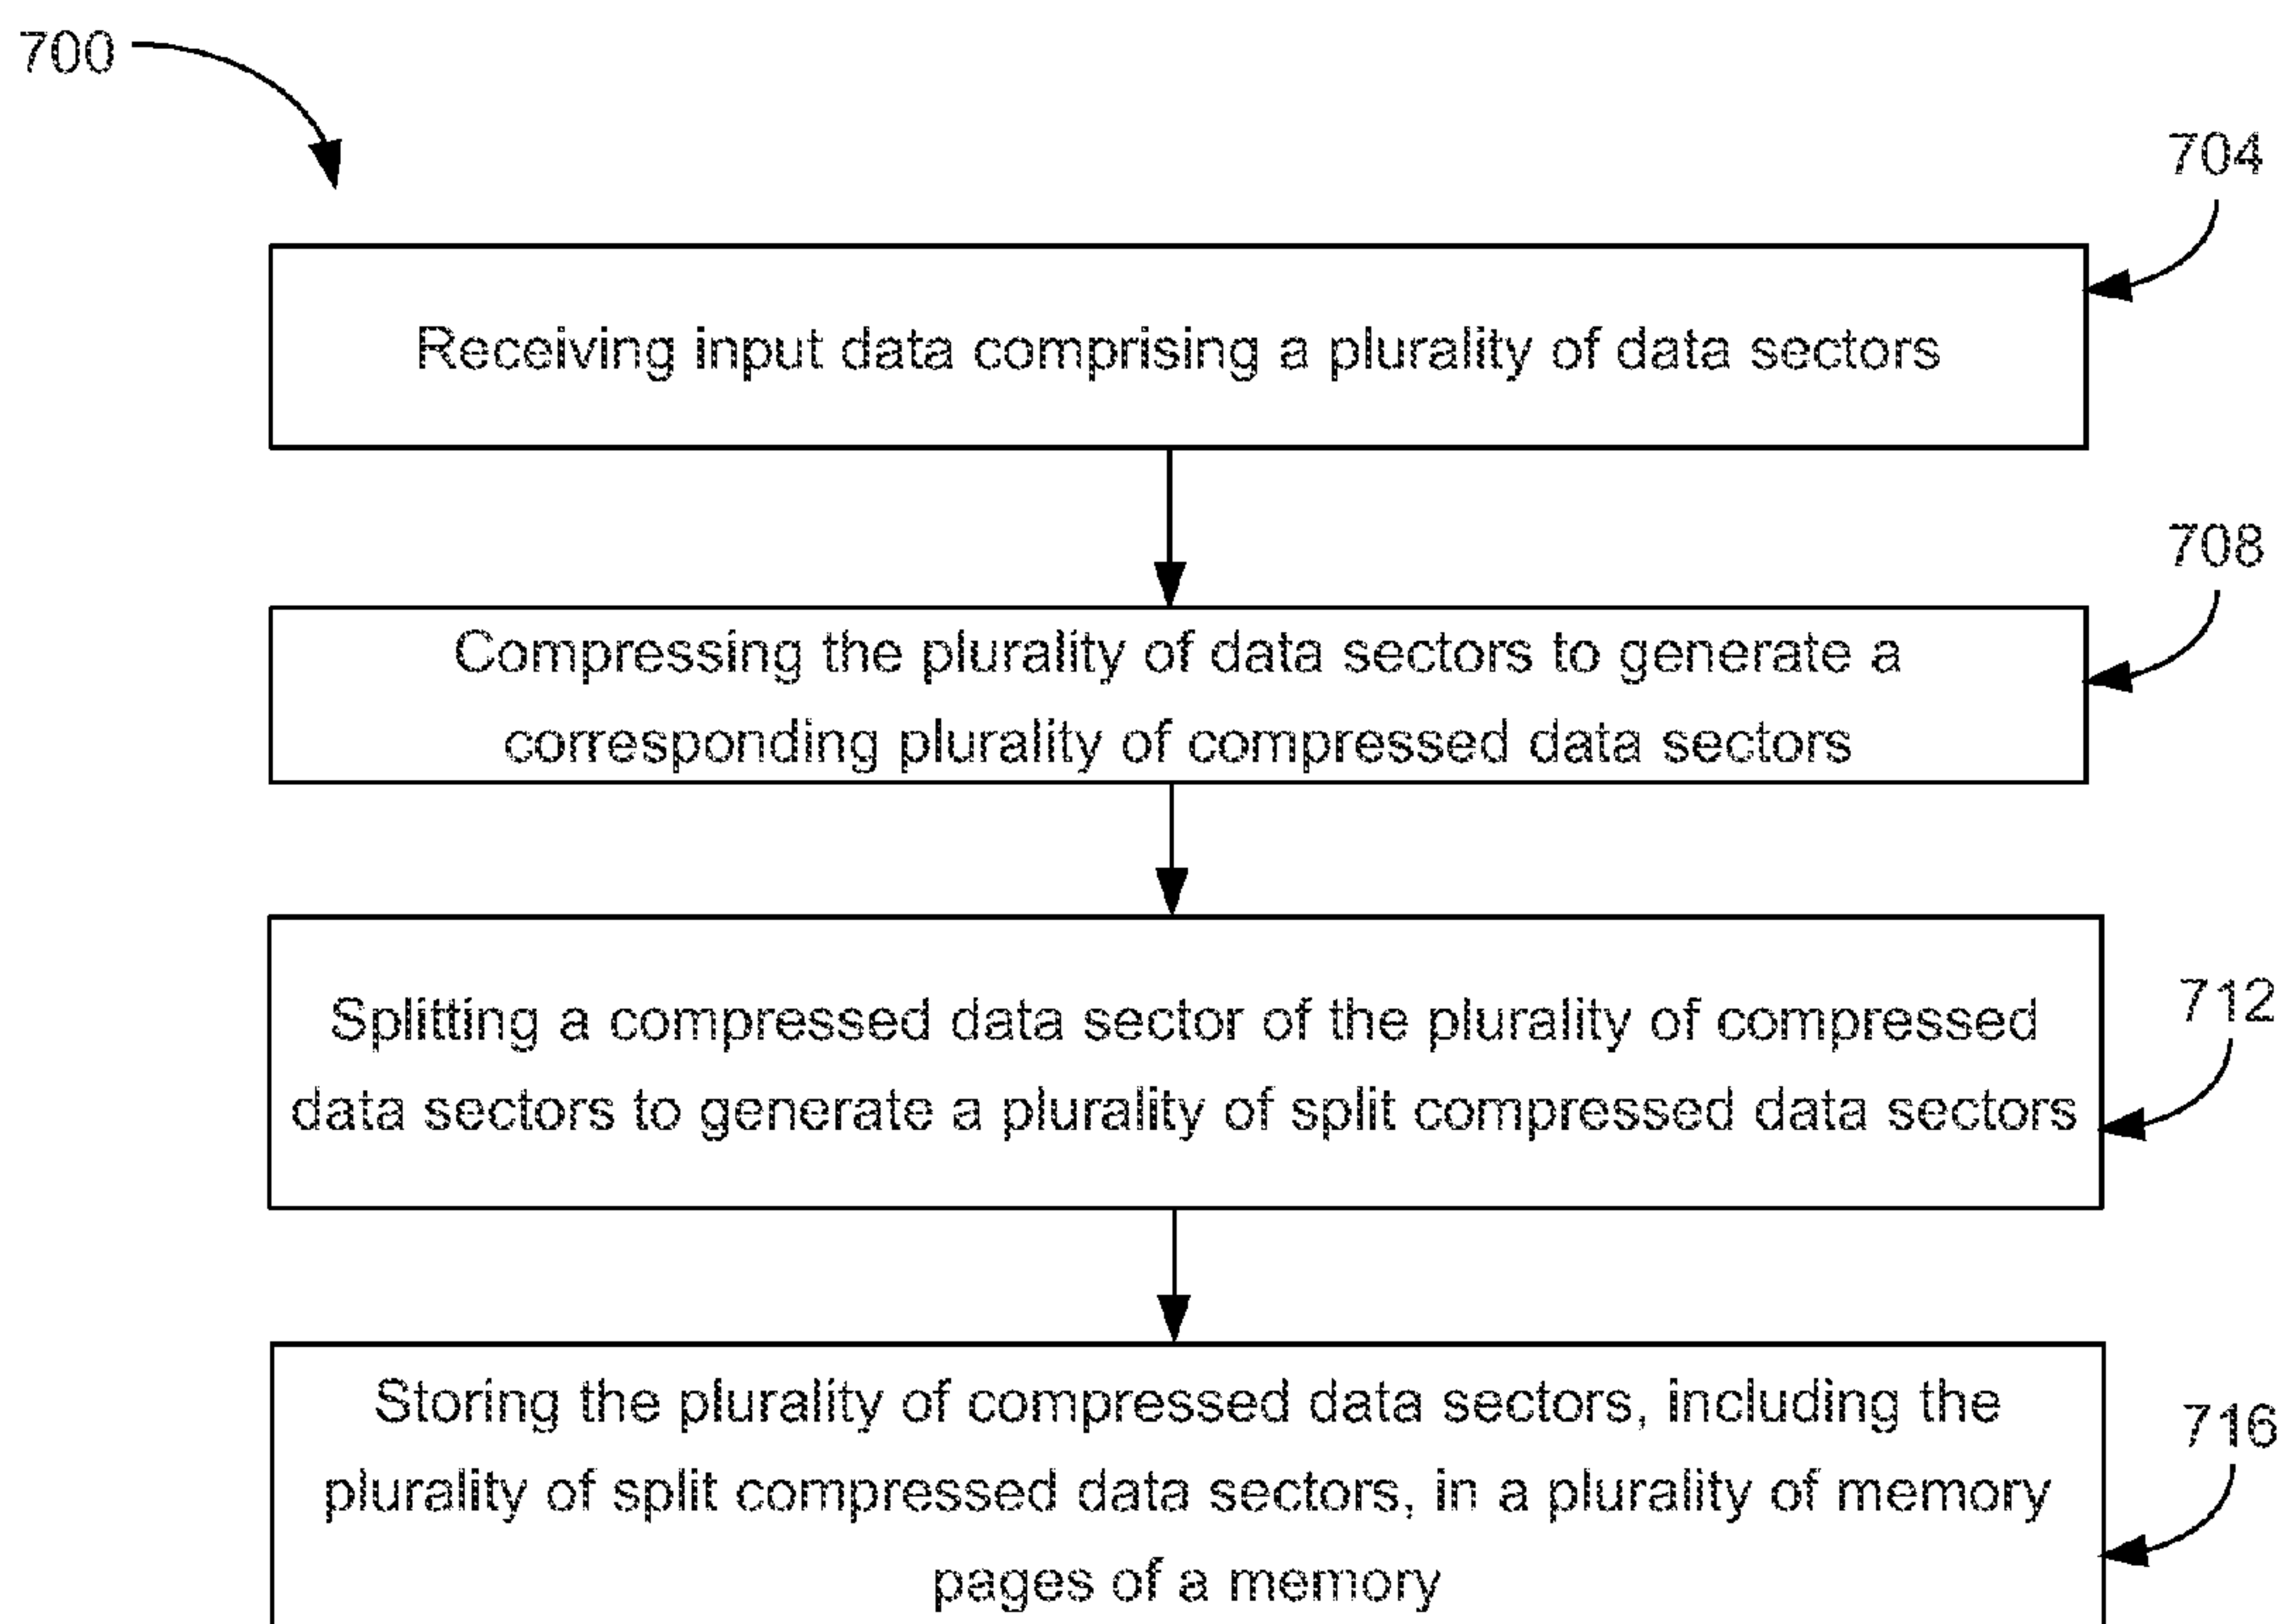 700
704
Receiving input data comprising a plurality of data sectors
708
Compressing the plurality of data sectors to generate a
corresponding plurality of compressed data sectors
712
Splitting a compressed data sector of the plurality of compressed
data sectors to generate a plurality of split compressed data sectors
716
Storing the plurality of compressed data sectors, including the
plurality of split compressed data sectors, in a plurality of memory
pages of a memory